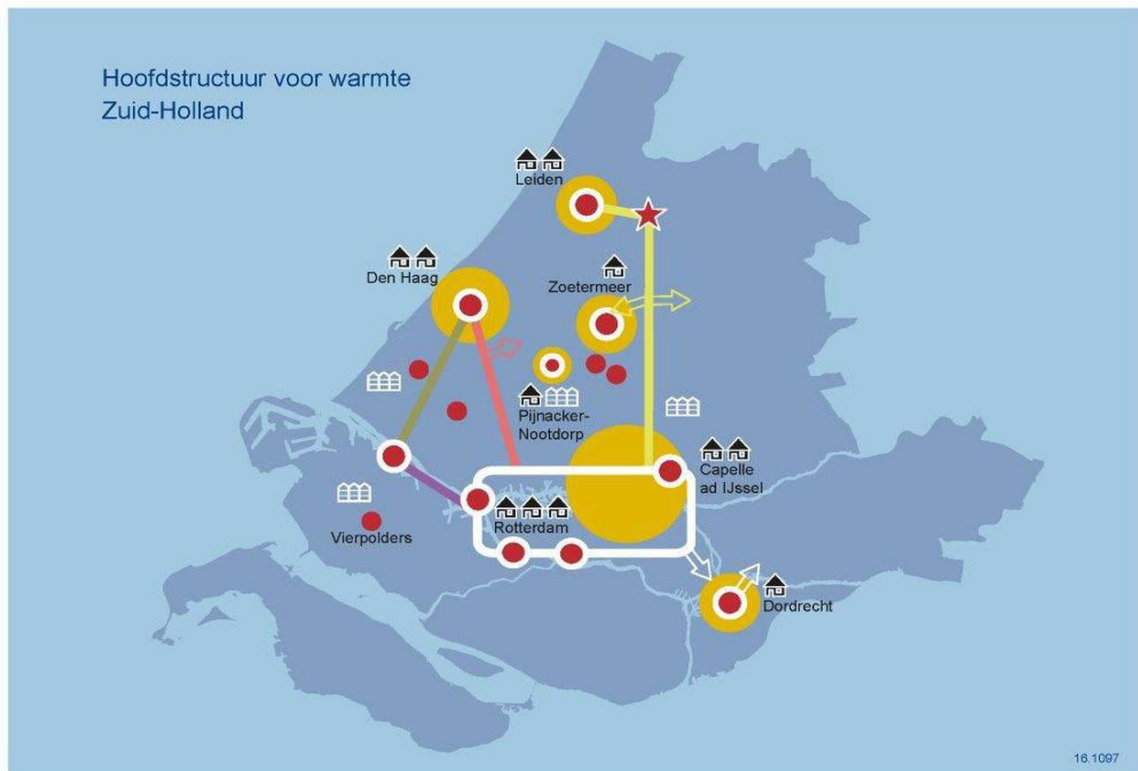 Hoofdstructuur voor warmte
Zuid-Holland
Leiden
Den Haag
Zoetermeer
Pijnacker-
Nootdorp
Capelle
ad IJssel
Rotterdam
Vierpolders
Dordrecht
16.1097